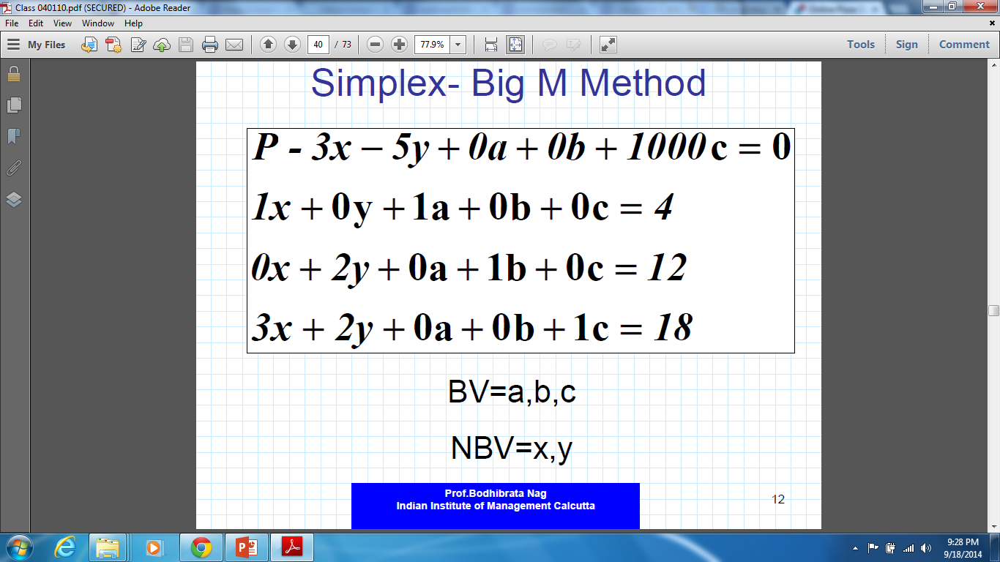 Class 040110.pdf (SECURED) - Adobe Reader
File Edit View Window Help
My Files 40 / 73 77.9% Tools Sign Comment
Simplex- Big M Method
P - 3x − 5y + 0a + 0b + 1000c = 0
1x + 0y + 1a + 0b + 0c = 4
0x + 2y + 0a + 1b + 0c = 12
3x + 2y + 0a + 0b + 1c = 18
BV=a,b,c
NBV=x,y
Prof.Bodhibrata Nag
Indian Institute of Management Calcutta
12
9:28 PM
9/18/2014